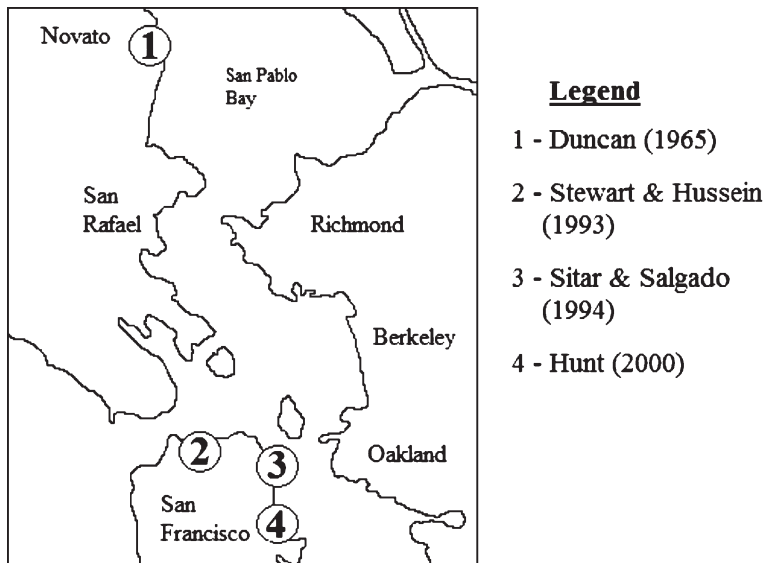 Novato
1
San Pablo
Bay
San
Rafael
Richmond
Berkeley
Oakland
2
3
San
Francisco
4
Legend
1 - Duncan (1965)
2 - Stewart & Hussein
(1993)
3 - Sitar & Salgado
(1994)
4 - Hunt (2000)